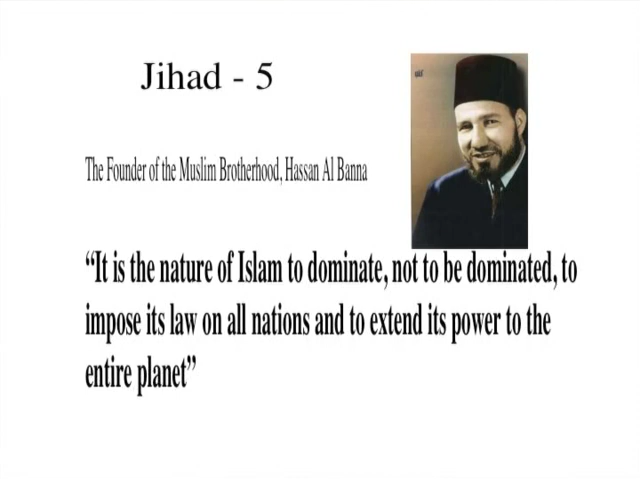 Jihad - 5
The Founder of the Muslim Brotherhood, Hassan Al Banna
“It is the nature of Islam to dominate, not to be dominated, to
impose its law on all nations and to extend its power to the
entire planet”